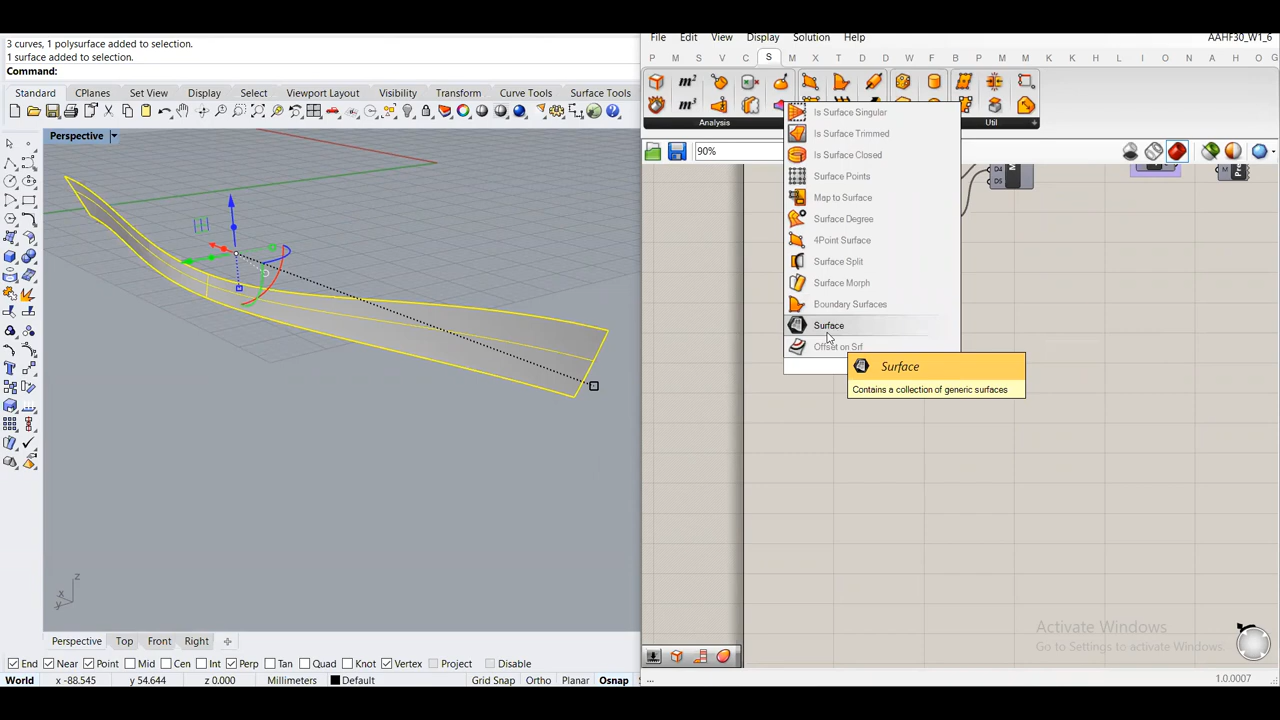 3 curves, 1 polysurface added to selection.
1 surface added to selection.
Command:
Standard CPlanes Set View Display Select Viewport Layout Visibility Transform Curve Tools Surface Tools
Perspective
z
x
y
Perspective Top Front Right
End Near Point Mid Cen Int Perp Tan Quad Knot Vertex Project Disable
World x -88.545 y 54.644 z 0.000 Millimeters Default Grid Snap Ortho Planar Osnap
File Edit View Display Solution Help AAHF30_W1_6
P M S V C S M X T D W F B P M M K K A H O G
m²
m³
Analysis Util
90%
Is Surface Singular
Is Surface Trimmed
Is Surface Closed
Surface Points
Map to Surface
Surface Degree
4Point Surface
Surface Split
Surface Morph
Boundary Surfaces
Surface
Offset on Srf
Surface
Contains a collection of generic surfaces
D4
D5
M
Activate Windows
Go to Settings to activate Windows.
...
1.0.0007